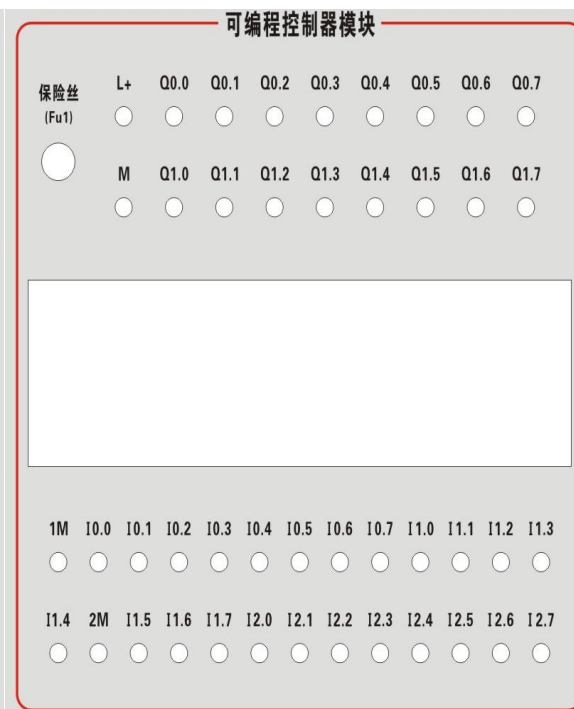 可编程控制器模块
保险丝
(Fu1)
L+ Q0.0 Q0.1 Q0.2 Q0.3 Q0.4 Q0.5 Q0.6 Q0.7
M Q1.0 Q1.1 Q1.2 Q1.3 Q1.4 Q1.5 Q1.6 Q1.7
1M I0.0 I0.1 I0.2 I0.3 I0.4 I0.5 I0.6 I0.7 I1.0 I1.1 I1.2 I1.3
I1.4 2M I1.5 I1.6 I1.7 I2.0 I2.1 I2.2 I2.3 I2.4 I2.5 I2.6 I2.7